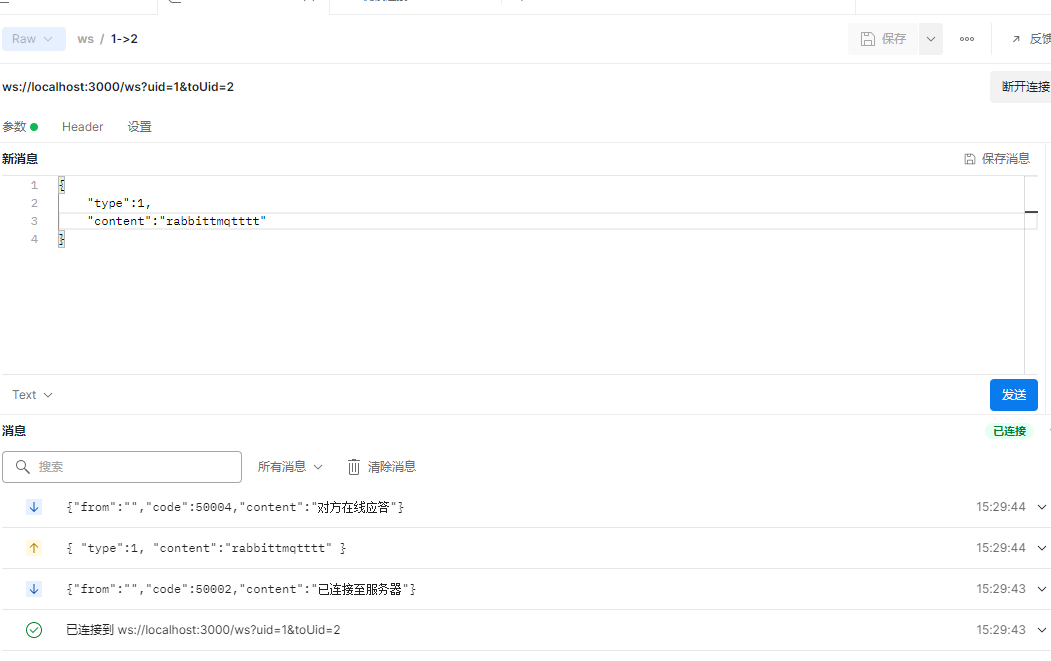 Raw ws / 1->2 保存 反馈
ws://localhost:3000/ws?uid=1&toUid=2 断开连接
参数 Header 设置
新消息 保存消息
1 {
2 "type":1,
3 "content":"rabbittmqtttt"
4 }
Text 发送
消息 已连接
搜索 所有消息 清除消息
{"from":"","code":50004,"content":"对方在线应答"} 15:29:44
{ "type":1, "content":"rabbittmqtttt" } 15:29:44
{"from":"","code":50002,"content":"已连接至服务器"} 15:29:43
已连接到 ws://localhost:3000/ws?uid=1&toUid=2 15:29:43